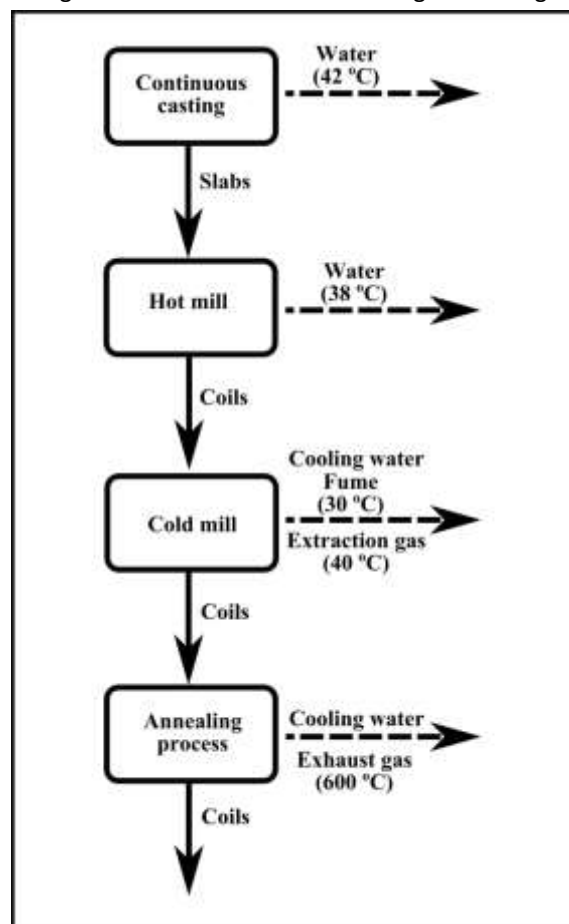 Continuous
casting
Water
(42 ºC)
Slabs
Hot mill
Water
(38 ºC)
Coils
Cold mill
Cooling water
Fume
(30 ºC)
Extraction gas
(40 ºC)
Coils
Annealing
process
Cooling water
Exhaust gas
(600 ºC)
Coils